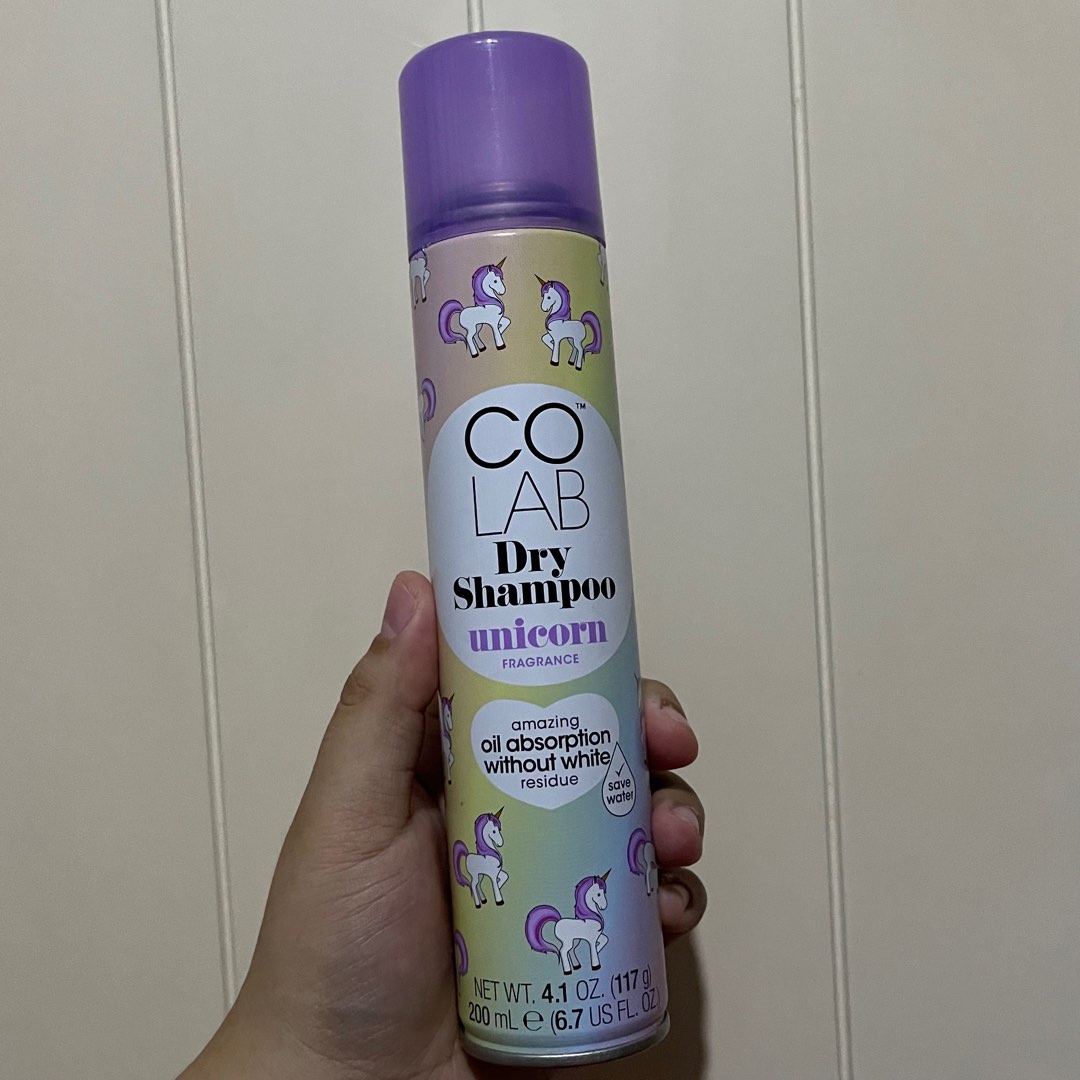 CO™
LAB
Dry
Shampoo
unicorn
FRAGRANCE
amazing
oil absorption
without white
residue
save
water
NET WT. 4.1 OZ. (117 g)
200 mL ℮ (6.7 US FL. OZ)